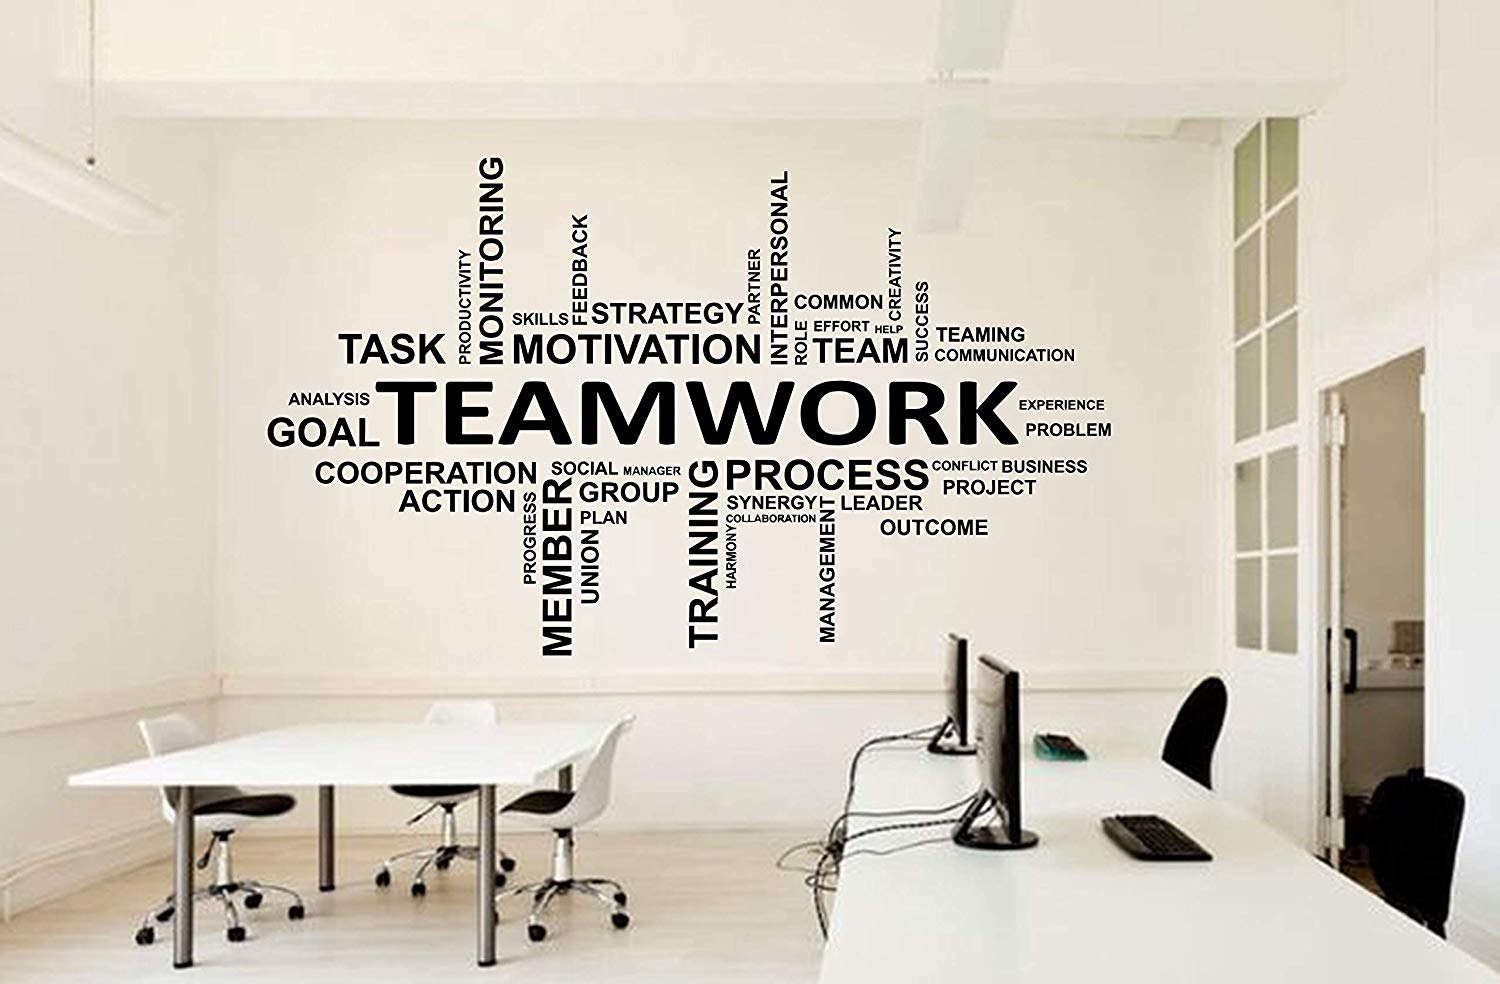 MONITORING
PRODUCTIVITY
FEEDBACK
INTERPERSONAL
PARTNER
CREATIVITY
SUCCESS
SKILLS
STRATEGY
COMMON
ROLE
EFFORT
HELP
TEAMING
TASK
MOTIVATION
TEAM
COMMUNICATION
ANALYSIS
GOAL
TEAMWORK
EXPERIENCE
PROBLEM
COOPERATION
SOCIAL
MANAGER
PROCESS
CONFLICT
BUSINESS
ACTION
GROUP
PROJECT
PROGRESS
MEMBER
PLAN
UNION
TRAINING
SYNERGY
LEADER
COLLABORATION
HARMONY
MANAGEMENT
OUTCOME